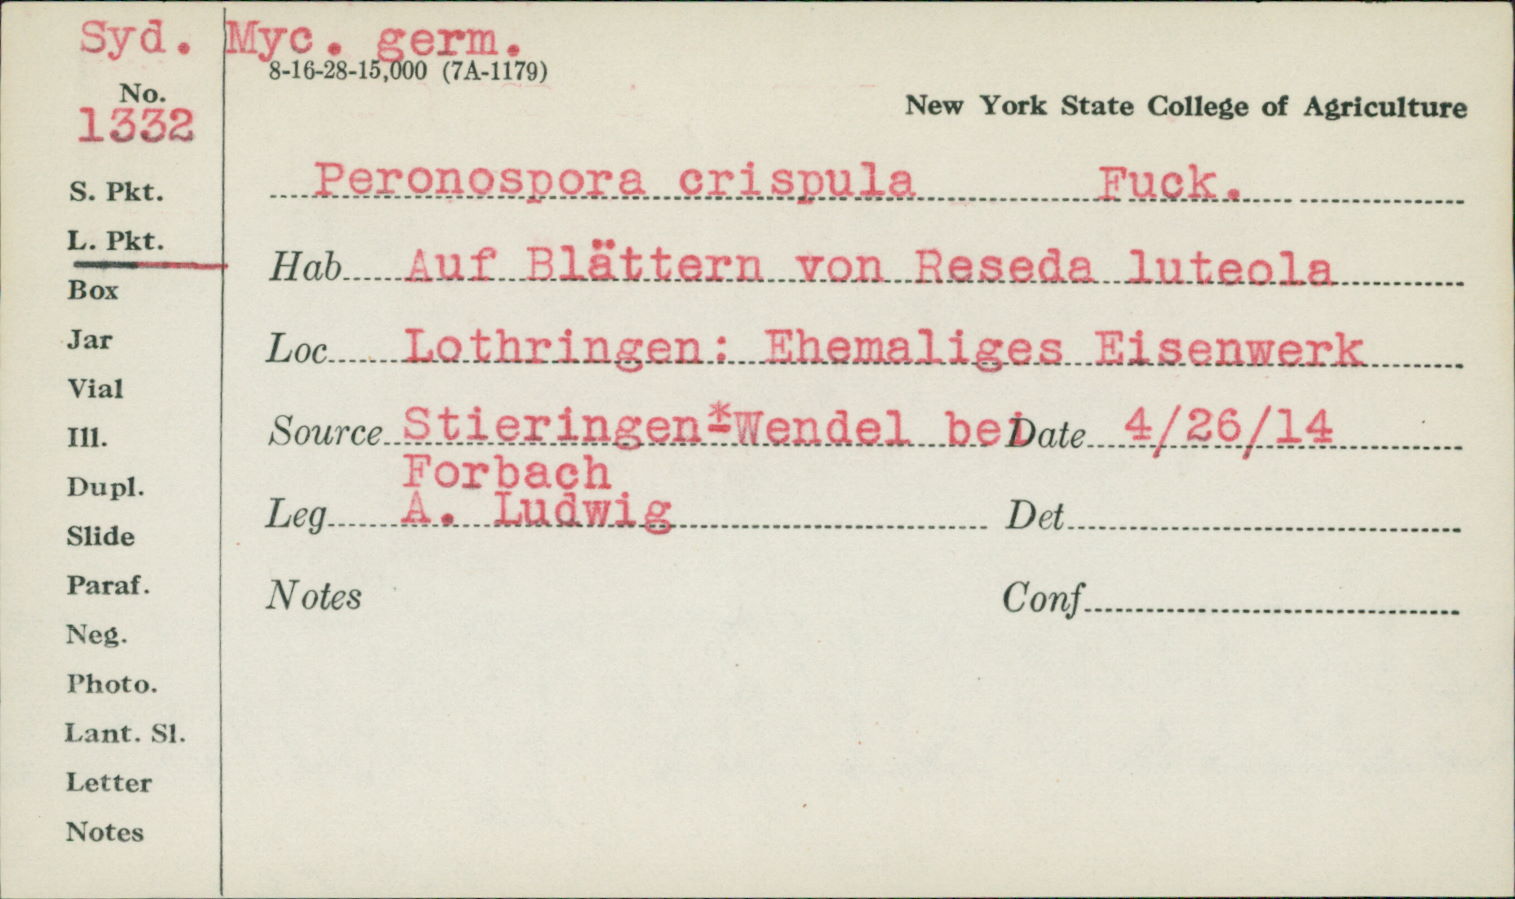 Syd. Myc. germ.
8-16-28-15,000 (7A-1179)
No.
1332
New York State College of Agriculture
S. Pkt.
Peronospora crispula Fuck.
L. Pkt.
Hab Auf Blättern von Reseda luteola
Box
Jar
Loc Lothringen: Ehemaliges Eisenwerk
Vial
Ill.
Source Stieringen-Wendel bei Date 4/26/14
Forbach
Dupl.
Leg A. Ludwig Det
Slide
Paraf.
Notes Conf
Neg.
Photo.
Lant. Sl.
Letter
Notes